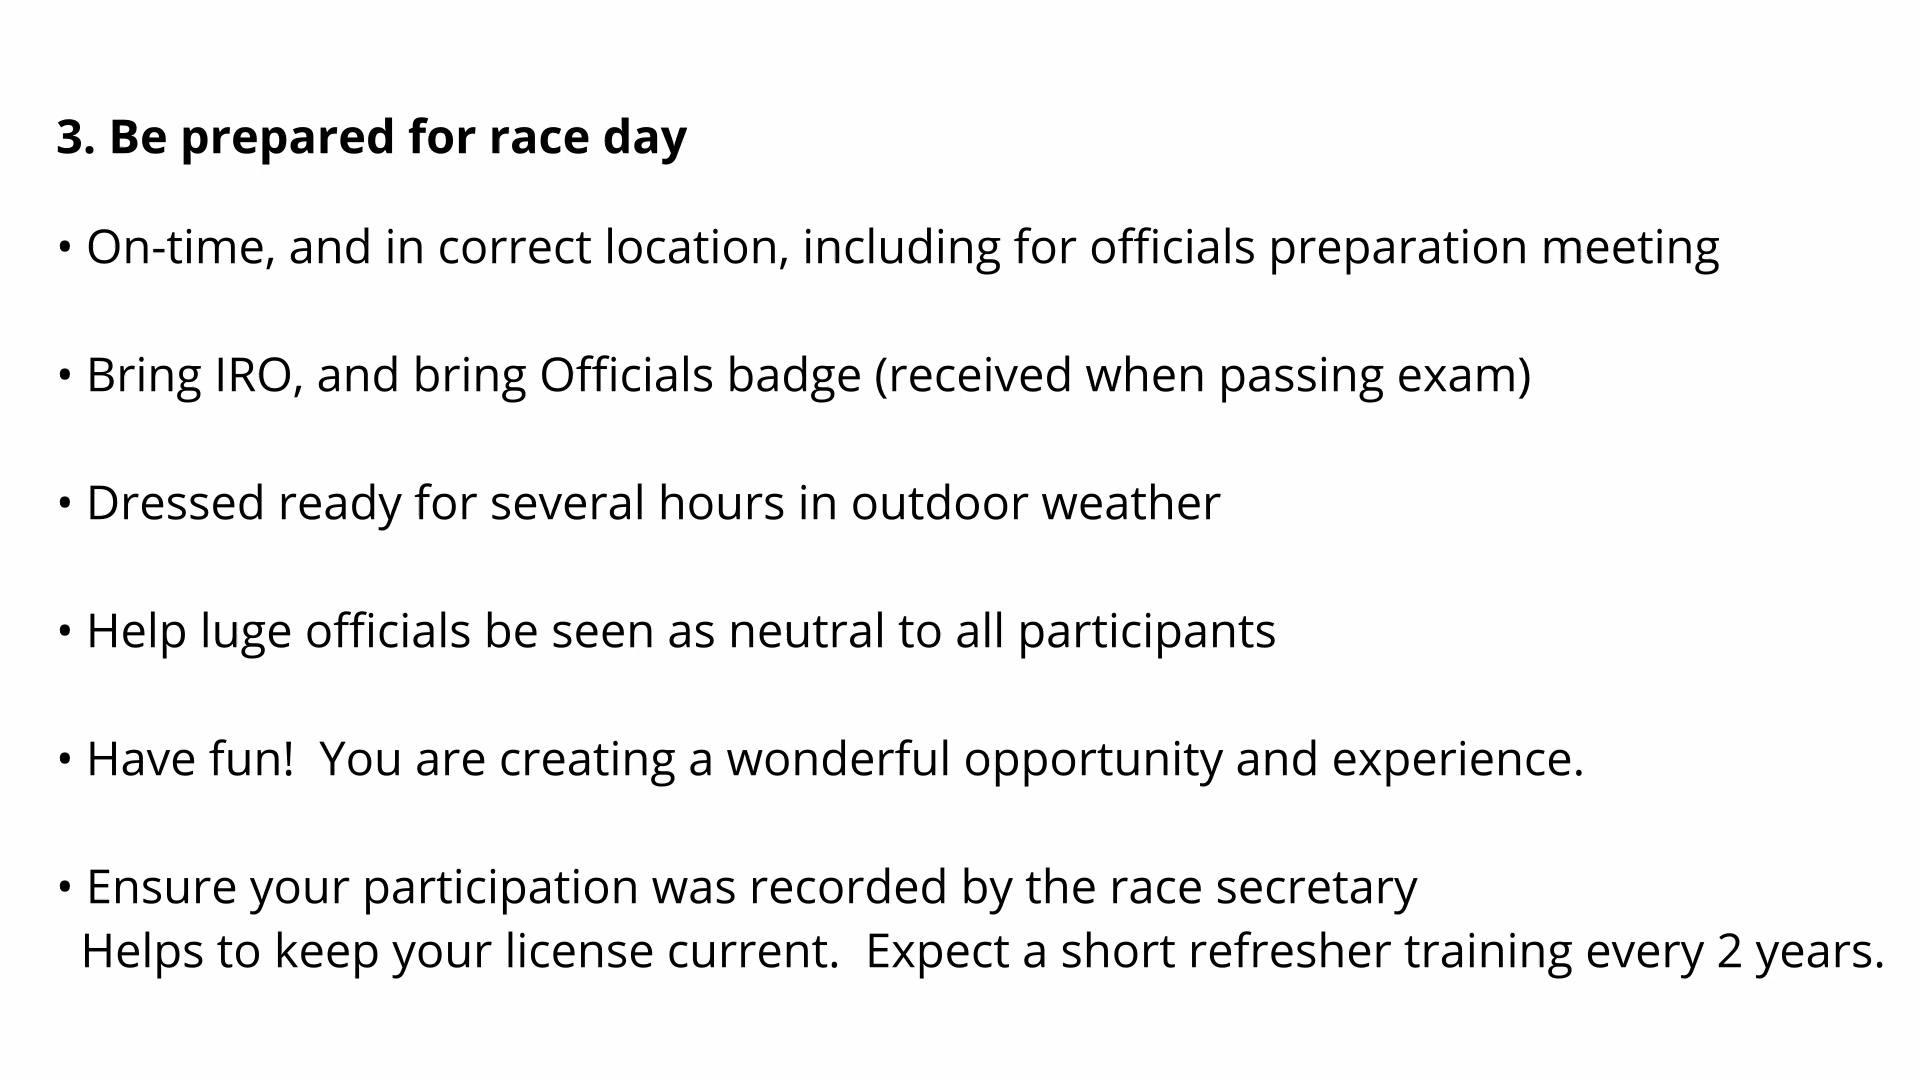 3. Be prepared for race day
• On-time, and in correct location, including for officials preparation meeting
• Bring IRO, and bring Officials badge (received when passing exam)
• Dressed ready for several hours in outdoor weather
• Help luge officials be seen as neutral to all participants
• Have fun!  You are creating a wonderful opportunity and experience.
• Ensure your participation was recorded by the race secretary
Helps to keep your license current.  Expect a short refresher training every 2 years.